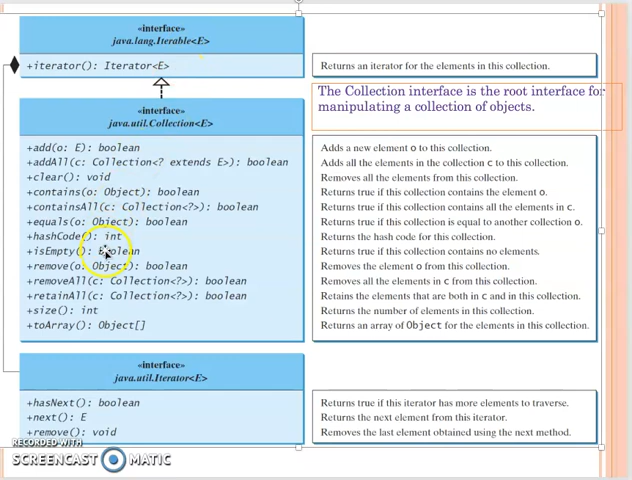 «interface»
java.lang.Iterable<E>
+iterator(): Iterator<E>
Returns an iterator for the elements in this collection.
The Collection interface is the root interface for
manipulating a collection of objects.
«interface»
java.util.Collection<E>
+add(o: E): boolean
Adds a new element o to this collection.
+addAll(c: Collection<? extends E>): boolean
Adds all the elements in the collection c to this collection.
+clear(): void
Removes all the elements from this collection.
+contains(o: Object): boolean
Returns true if this collection contains the element o.
+containsAll(c: Collection<?>): boolean
Returns true if this collection contains all the elements in c.
+equals(o: Object): boolean
Returns true if this collection is equal to another collection o.
+hashCode(): int
Returns the hash code for this collection.
+isEmpty(): boolean
Returns true if this collection contains no elements.
+remove(o: Object): boolean
Removes the element o from this collection.
+removeAll(c: Collection<?>): boolean
Removes all the elements in c from this collection.
+retainAll(c: Collection<?>): boolean
Retains the elements that are both in c and in this collection.
+size(): int
Returns the number of elements in this collection.
+toArray(): Object[]
Returns an array of Object for the elements in this collection.
«interface»
java.util.Iterator<E>
+hasNext(): boolean
Returns true if this iterator has more elements to traverse.
+next(): E
Returns the next element from this iterator.
+remove(): void
Removes the last element obtained using the next method.
RECORDED WITH
SCREENCAST MATIC